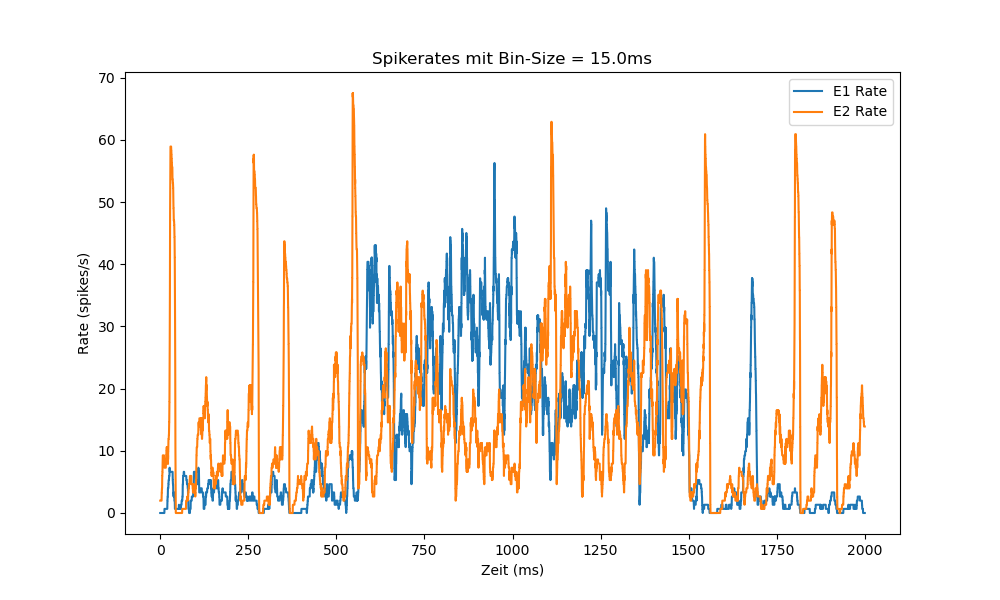 Spikerates mit Bin-Size = 15.0ms
E1 Rate
E2 Rate
70
60
50
40
30
20
10
0
Rate (spikes/s)
0 250 500 750 1000 1250 1500 1750 2000
Zeit (ms)